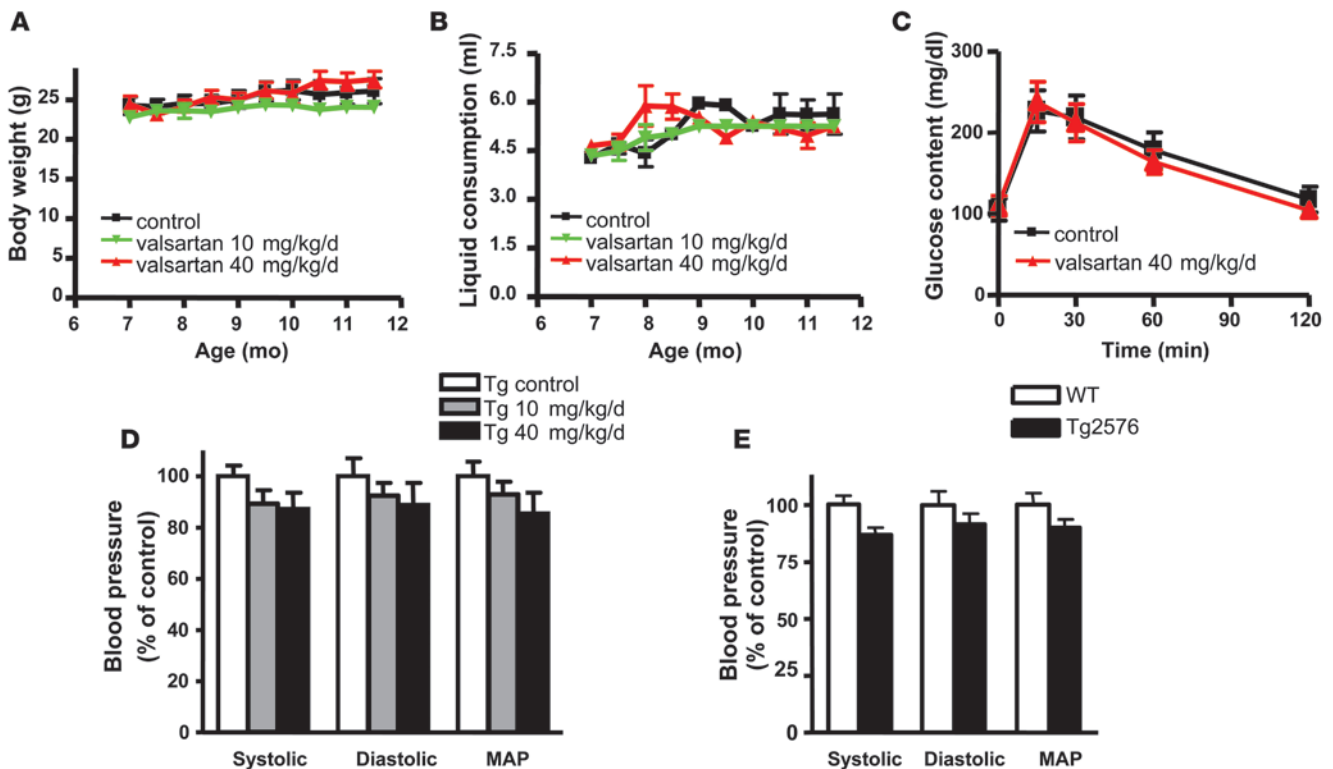 A
Body weight (g)
25
20
15
10
5
0
control
valsartan 10 mg/kg/d
valsartan 40 mg/kg/d
6 7 8 9 10 11 12
Age (mo)
B
Liquid consumption (ml)
7.5
6.0
4.5
3.0
1.5
0.0
control
valsartan 10 mg/kg/d
valsartan 40 mg/kg/d
6 7 8 9 10 11 12
Age (mo)
C
Glucose content (mg/dl)
300
200
100
0
control
valsartan 40 mg/kg/d
0 30 60 90 120
Time (min)
D
Tg control
Tg 10 mg/kg/d
Tg 40 mg/kg/d
Blood pressure
(% of control)
100
80
60
40
20
0
Systolic Diastolic MAP
E
WT
Tg2576
Blood pressure
(% of control)
100
75
50
25
0
Systolic Diastolic MAP